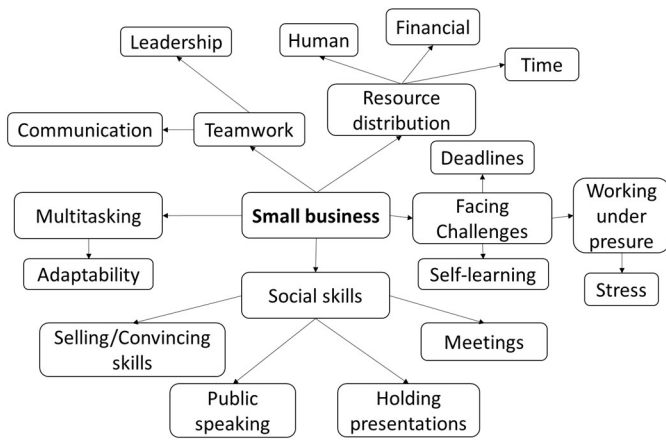 Leadership
Human
Financial
Time
Resource
distribution
Communication
Teamwork
Deadlines
Multitasking
Small business
Facing
Challenges
Working
under
presure
Adaptability
Self-learning
Stress
Social skills
Selling/Convincing
skills
Meetings
Public
speaking
Holding
presentations